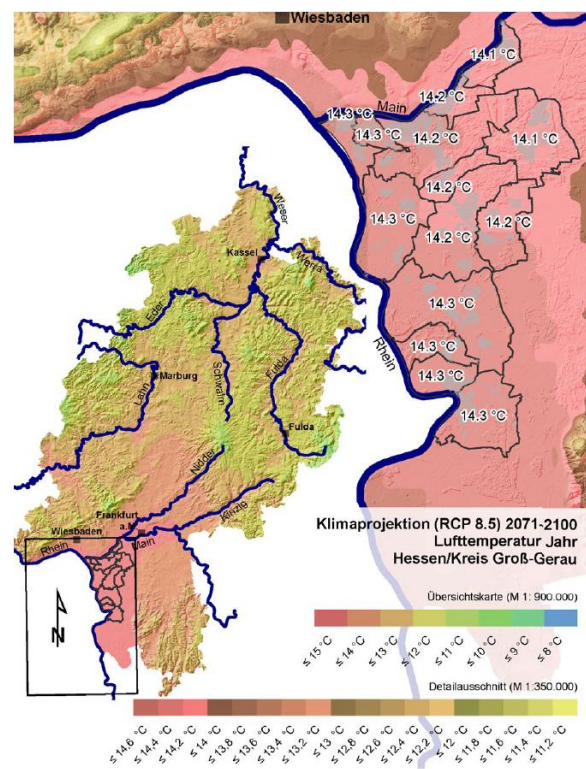 Wiesbaden
14.1 °C
Main
14.2 °C
14.3 °C
14.3 °C
14.2 °C
14.1 °C
14.2 °C
14.3 °C
14.2 °C
14.2 °C
14.3 °C
14.3 °C
14.3 °C
14.3 °C
Rhein
Weser
Kassel
Werra
Eder
Fulda
Schwalm
Lahn
Marburg
Fulda
Nidder
Kinzig
Frankfurt
a.M.
Wiesbaden
Rhein
Main
N
Klimaprojektion (RCP 8.5) 2071-2100
Lufttemperatur Jahr
Hessen/Kreis Groß-Gerau
Übersichtskarte (M 1: 900.000)
≤ 15 °C
≤ 14 °C
≤ 13 °C
≤ 12 °C
≤ 11 °C
≤ 10 °C
≤ 9 °C
≤ 8 °C
Detailausschnitt (M 1:350.000)
≤ 14.6 °C
≤ 14.4 °C
≤ 14.2 °C
≤ 14 °C
≤ 13.8 °C
≤ 13.6 °C
≤ 13.4 °C
≤ 13.2 °C
≤ 13 °C
≤ 12.8 °C
≤ 12.6 °C
≤ 12.4 °C
≤ 12.2 °C
≤ 12 °C
≤ 11.8 °C
≤ 11.6 °C
≤ 11.4 °C
≤ 11.2 °C